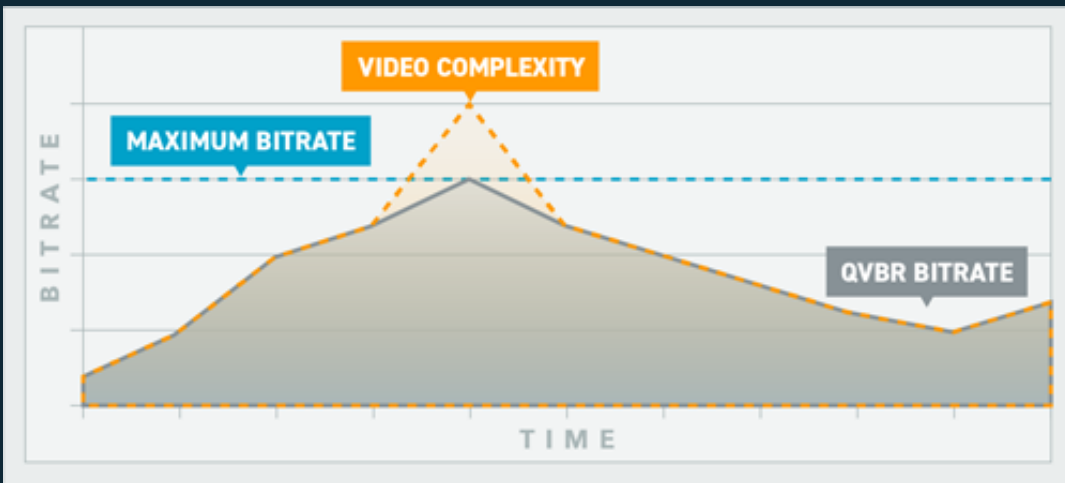 VIDEO COMPLEXITY
MAXIMUM BITRATE
BITRATE
QVBR BITRATE
TIME